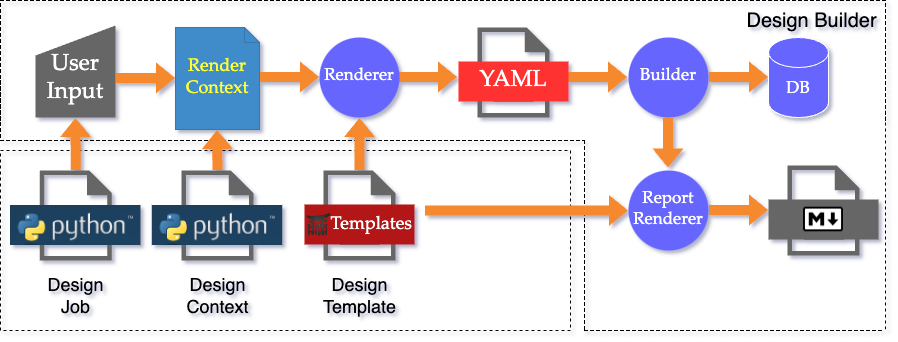 Design Builder
User
Input
Render
Context
Renderer
YAML
Builder
DB
python™
python™
Templates
Report
Renderer
M
Design
Job
Design
Context
Design
Template